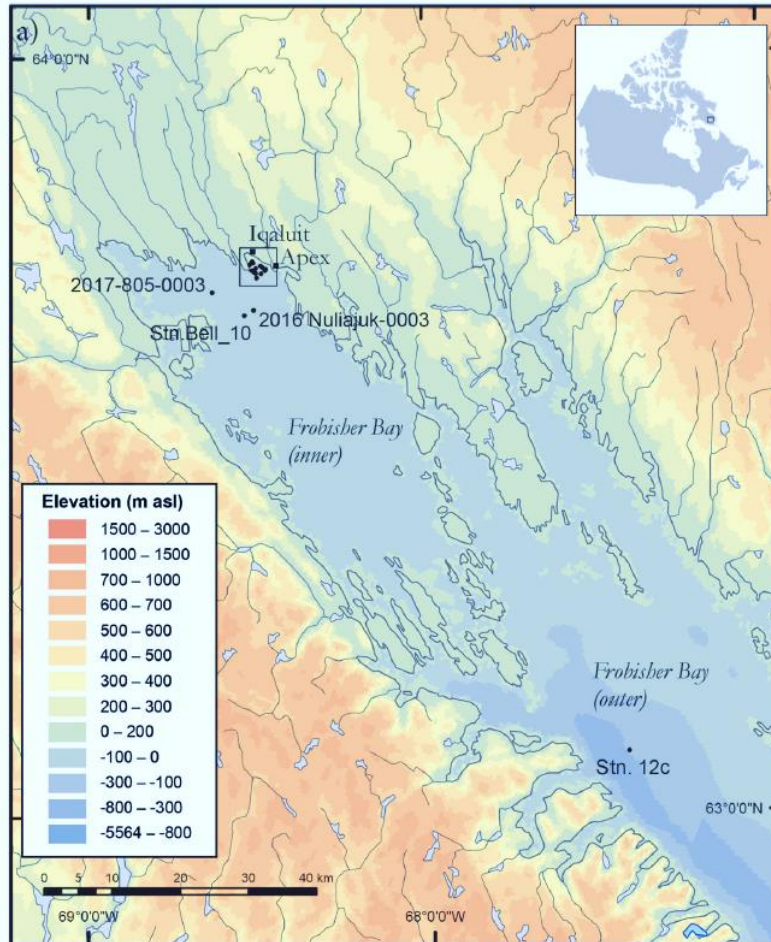 a)
64°0'0"N
Iqaluit
Apex
2017-805-0003
2016 Nuliajuk-0003
Stn.Bell_10
Frobisher Bay
(inner)
Elevation (m asl)
1500 – 3000
1000 – 1500
700 – 1000
600 – 700
500 – 600
400 – 500
300 – 400
200 – 300
0 – 200
-100 – 0
-300 – -100
-800 – -300
-5564 – -800
Frobisher Bay
(outer)
Stn. 12c
63°0'0"N
0 5 10 20 30 40 km
69°0'0"W
68°0'0"W